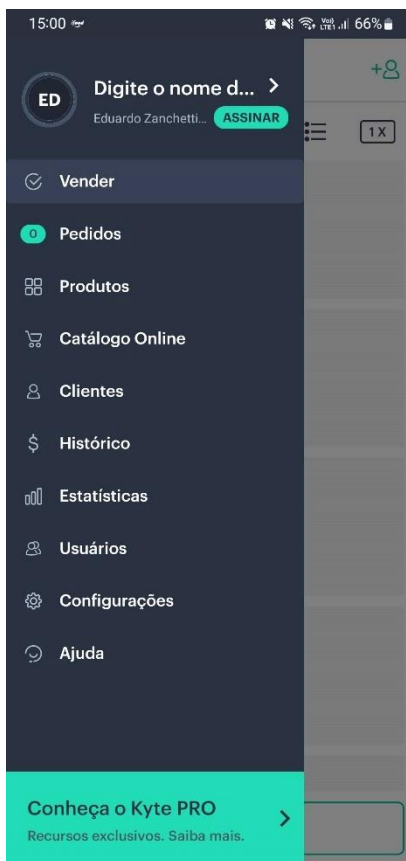 15:00
66%
ED
Digite o nome d...
Eduardo Zanchetti...
ASSINAR
1X
Vender
0
Pedidos
Produtos
Catálogo Online
Clientes
Histórico
Estatísticas
Usuários
Configurações
Ajuda
Conheça o Kyte PRO
Recursos exclusivos. Saiba mais.